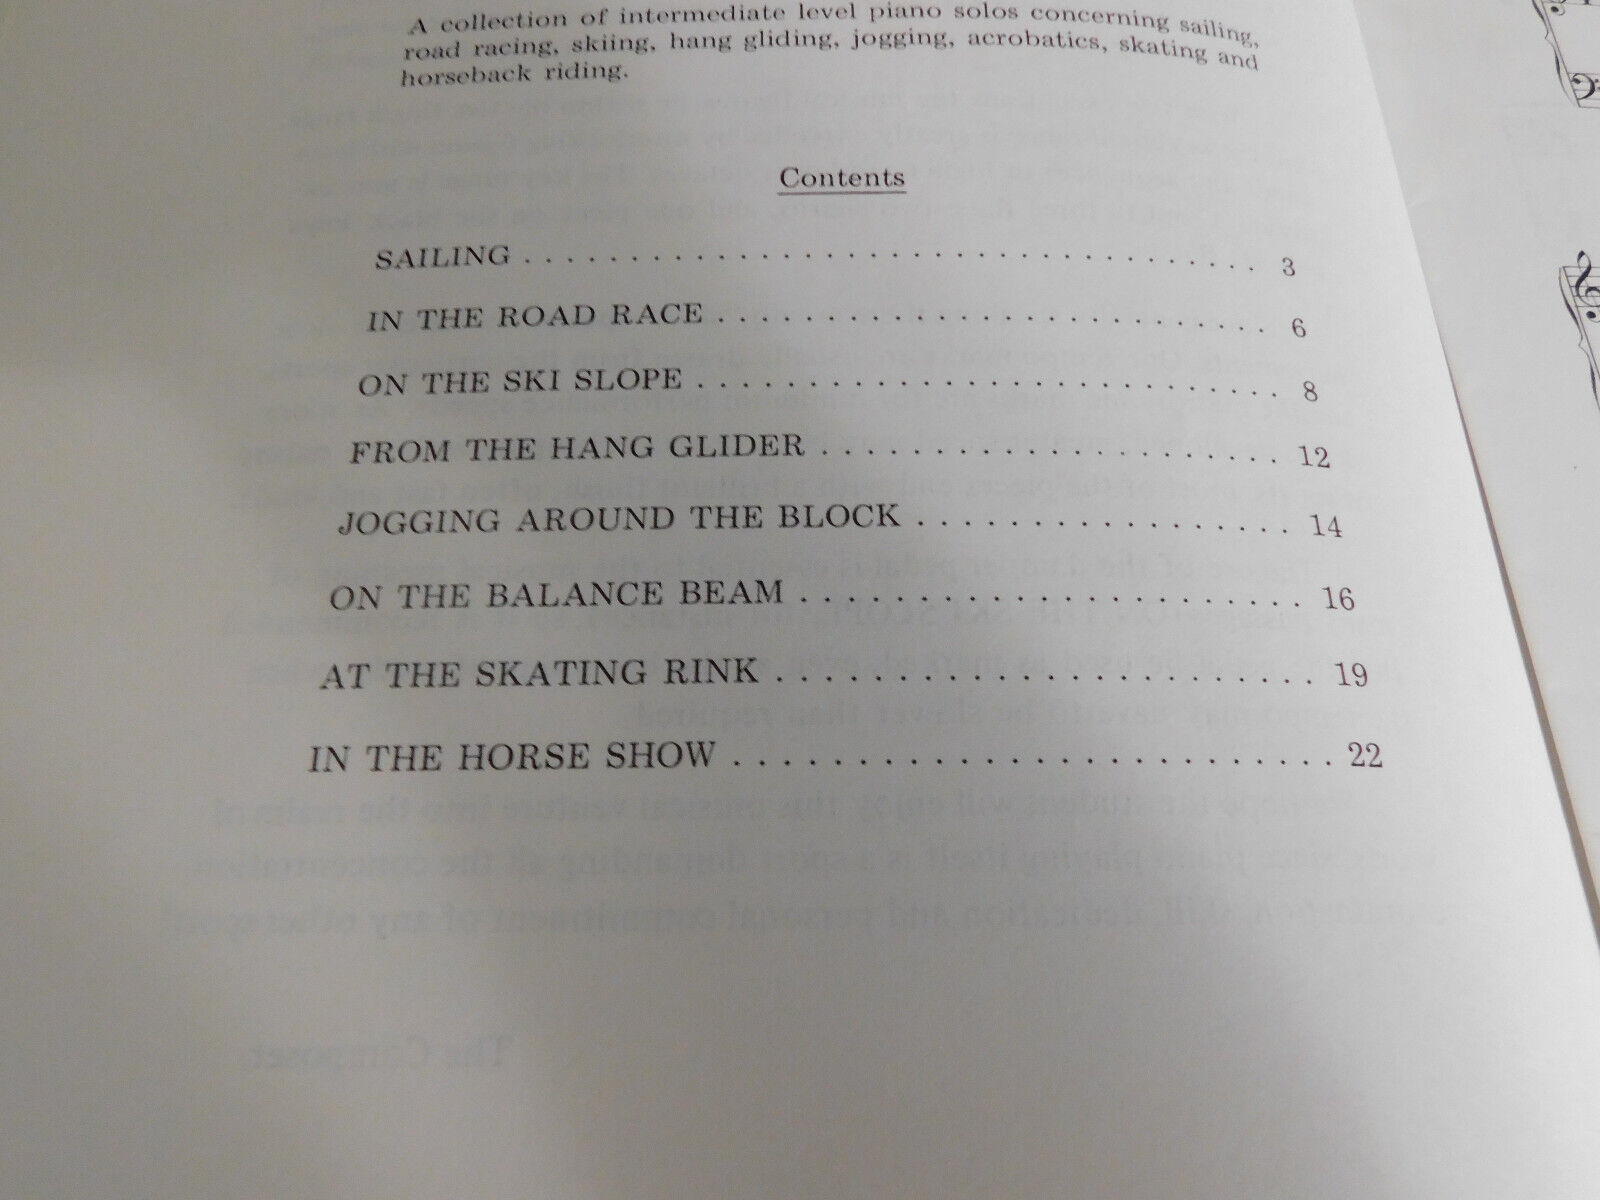 A collection of intermediate level piano solos concerning sailing,
road racing, skiing, hang gliding, jogging, acrobatics, skating and
horseback riding.
Contents
SAILING . . . . . . . . . . . . . . . . . . . . . . . . . . . . . . . . . . . 3
IN THE ROAD RACE . . . . . . . . . . . . . . . . . . . . . . . . . . 6
ON THE SKI SLOPE . . . . . . . . . . . . . . . . . . . . . . . . . . 8
FROM THE HANG GLIDER . . . . . . . . . . . . . . . . . . . . . 12
JOGGING AROUND THE BLOCK . . . . . . . . . . . . . . . . . 14
ON THE BALANCE BEAM . . . . . . . . . . . . . . . . . . . . . . 16
AT THE SKATING RINK . . . . . . . . . . . . . . . . . . . . . . . 19
IN THE HORSE SHOW . . . . . . . . . . . . . . . . . . . . . . . . . 22